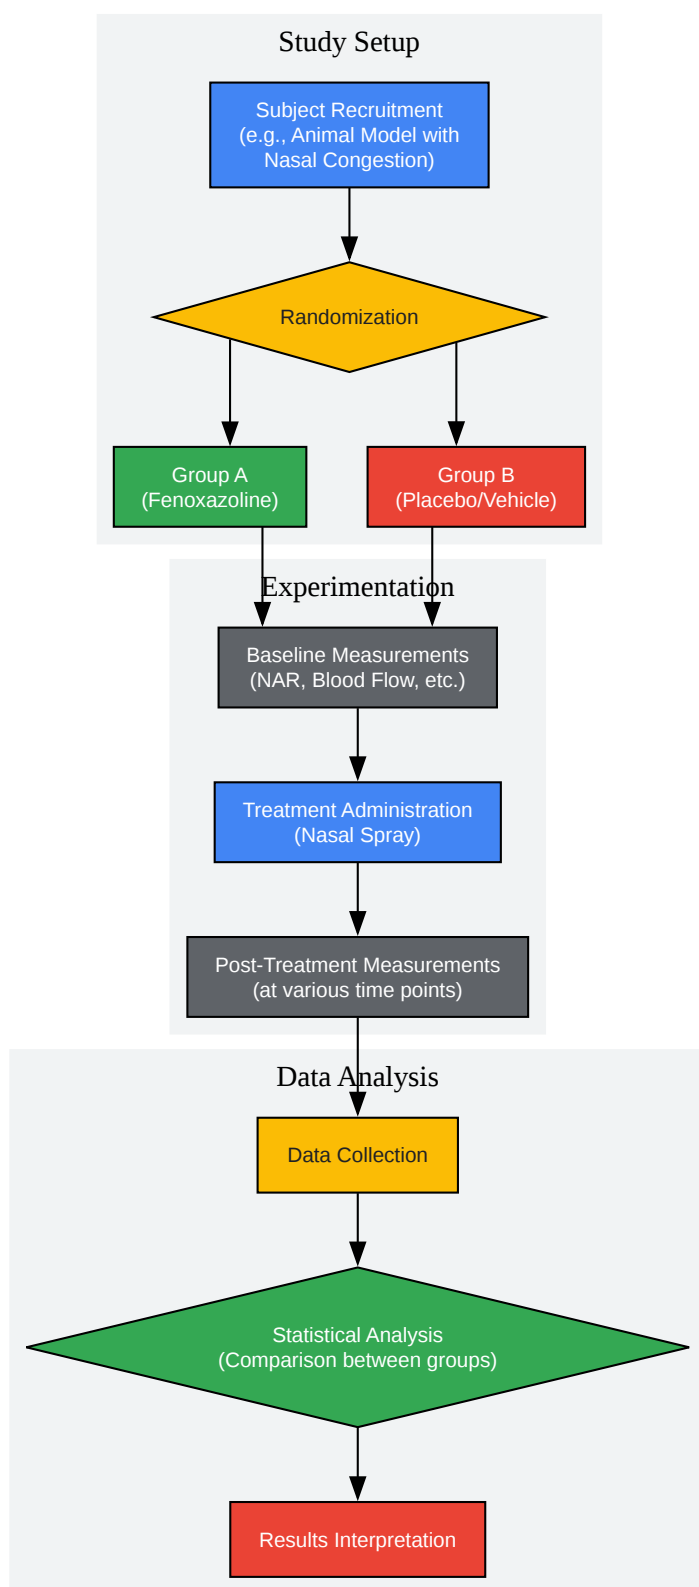 Study Setup
Subject Recruitment
(e.g., Animal Model with
Nasal Congestion)
Randomization
Group A
(Fenoxazoline)
Group B
(Placebo/Vehicle)
Experimentation
Baseline Measurements
(NAR, Blood Flow, etc.)
Treatment Administration
(Nasal Spray)
Post-Treatment Measurements
(at various time points)
Data Analysis
Data Collection
Statistical Analysis
(Comparison between groups)
Results Interpretation